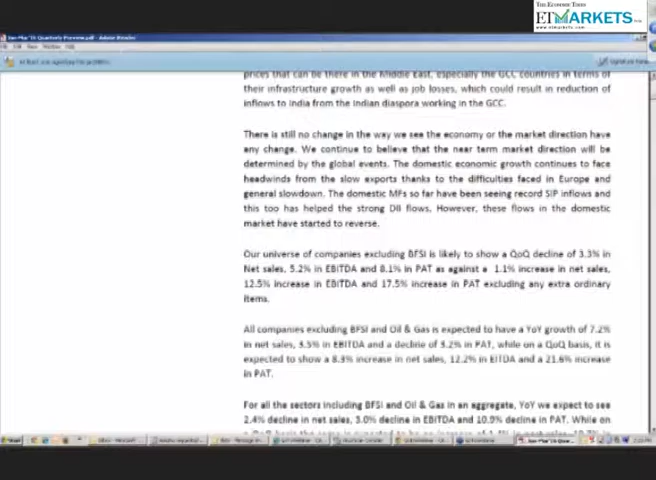 THE ECONOMIC TIMES
ETMARKETS
www.etmarkets.com
Jan-Mar'16 Quarterly Preview.pdf - Adobe Reader
prices that can be there in the Middle East, especially the GCC countries in terms of
their infrastructure growth as well as job losses, which could result in reduction of
inflows to India from the Indian diaspora working in the GCC.
There is still no change in the way we see the economy or the market direction have
any change. We continue to believe that the near term market direction will be
determined by the global events. The domestic economic growth continues to face
headwinds from the slow exports thanks to the difficulties faced in Europe and
general slowdown. The domestic MFs so far have been seeing record SIP inflows and
this too has helped the strong DII flows. However, these flows in the domestic
market have started to reverse.
Our universe of companies excluding BFSI is likely to show a QoQ decline of 3.3% in
Net sales, 5.2% in EBITDA and 8.1% in PAT as against a 1.1% increase in net sales,
12.5% increase in EBITDA and 17.5% increase in PAT excluding any extra ordinary
items.
All companies excluding BFSI and Oil & Gas is expected to have a YoY growth of 7.2%
in net sales, 3.5% in EBITDA and a decline of 3.2% in PAT, while on a QoQ basis, it is
expected to show a 8.3% increase in net sales, 12.2% in EITDA and a 21.6% increase
in PAT.
For all the sectors including BFSI and Oil & Gas in an aggregate, YoY we expect to see
2.4% decline in net sales, 3.0% decline in EBITDA and 10.9% decline in PAT. While on